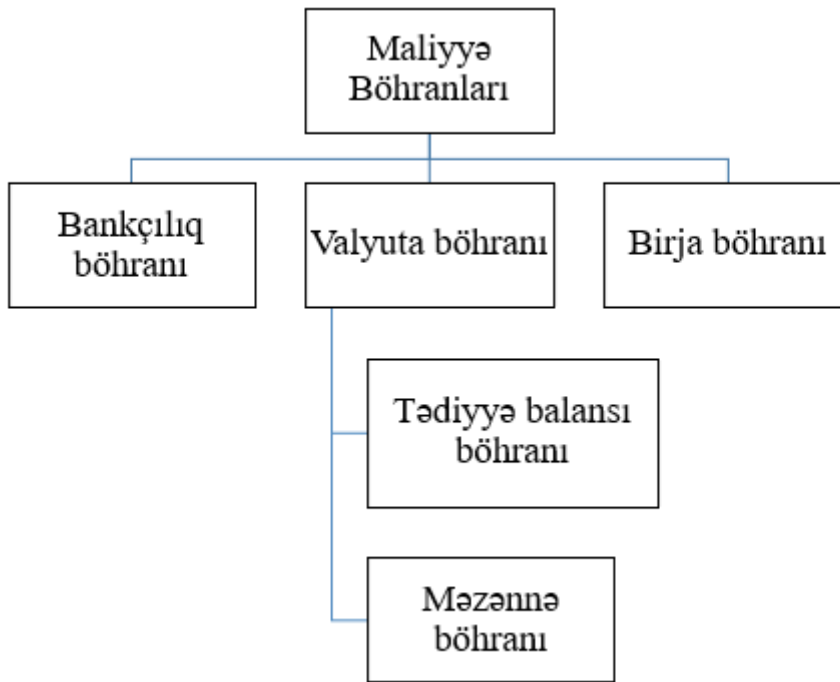 Maliyyə
Böhranları
Bankçılıq
böhranı
Valyuta böhranı
Birja böhranı
Tədiyyə balansı
böhranı
Məzənnə
böhranı